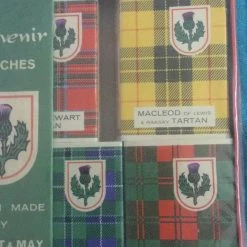 venir
CHES
MADE
Y
T & MAY
WART
AN
MACLEOD OF LEWIS
& RAASAY TARTAN